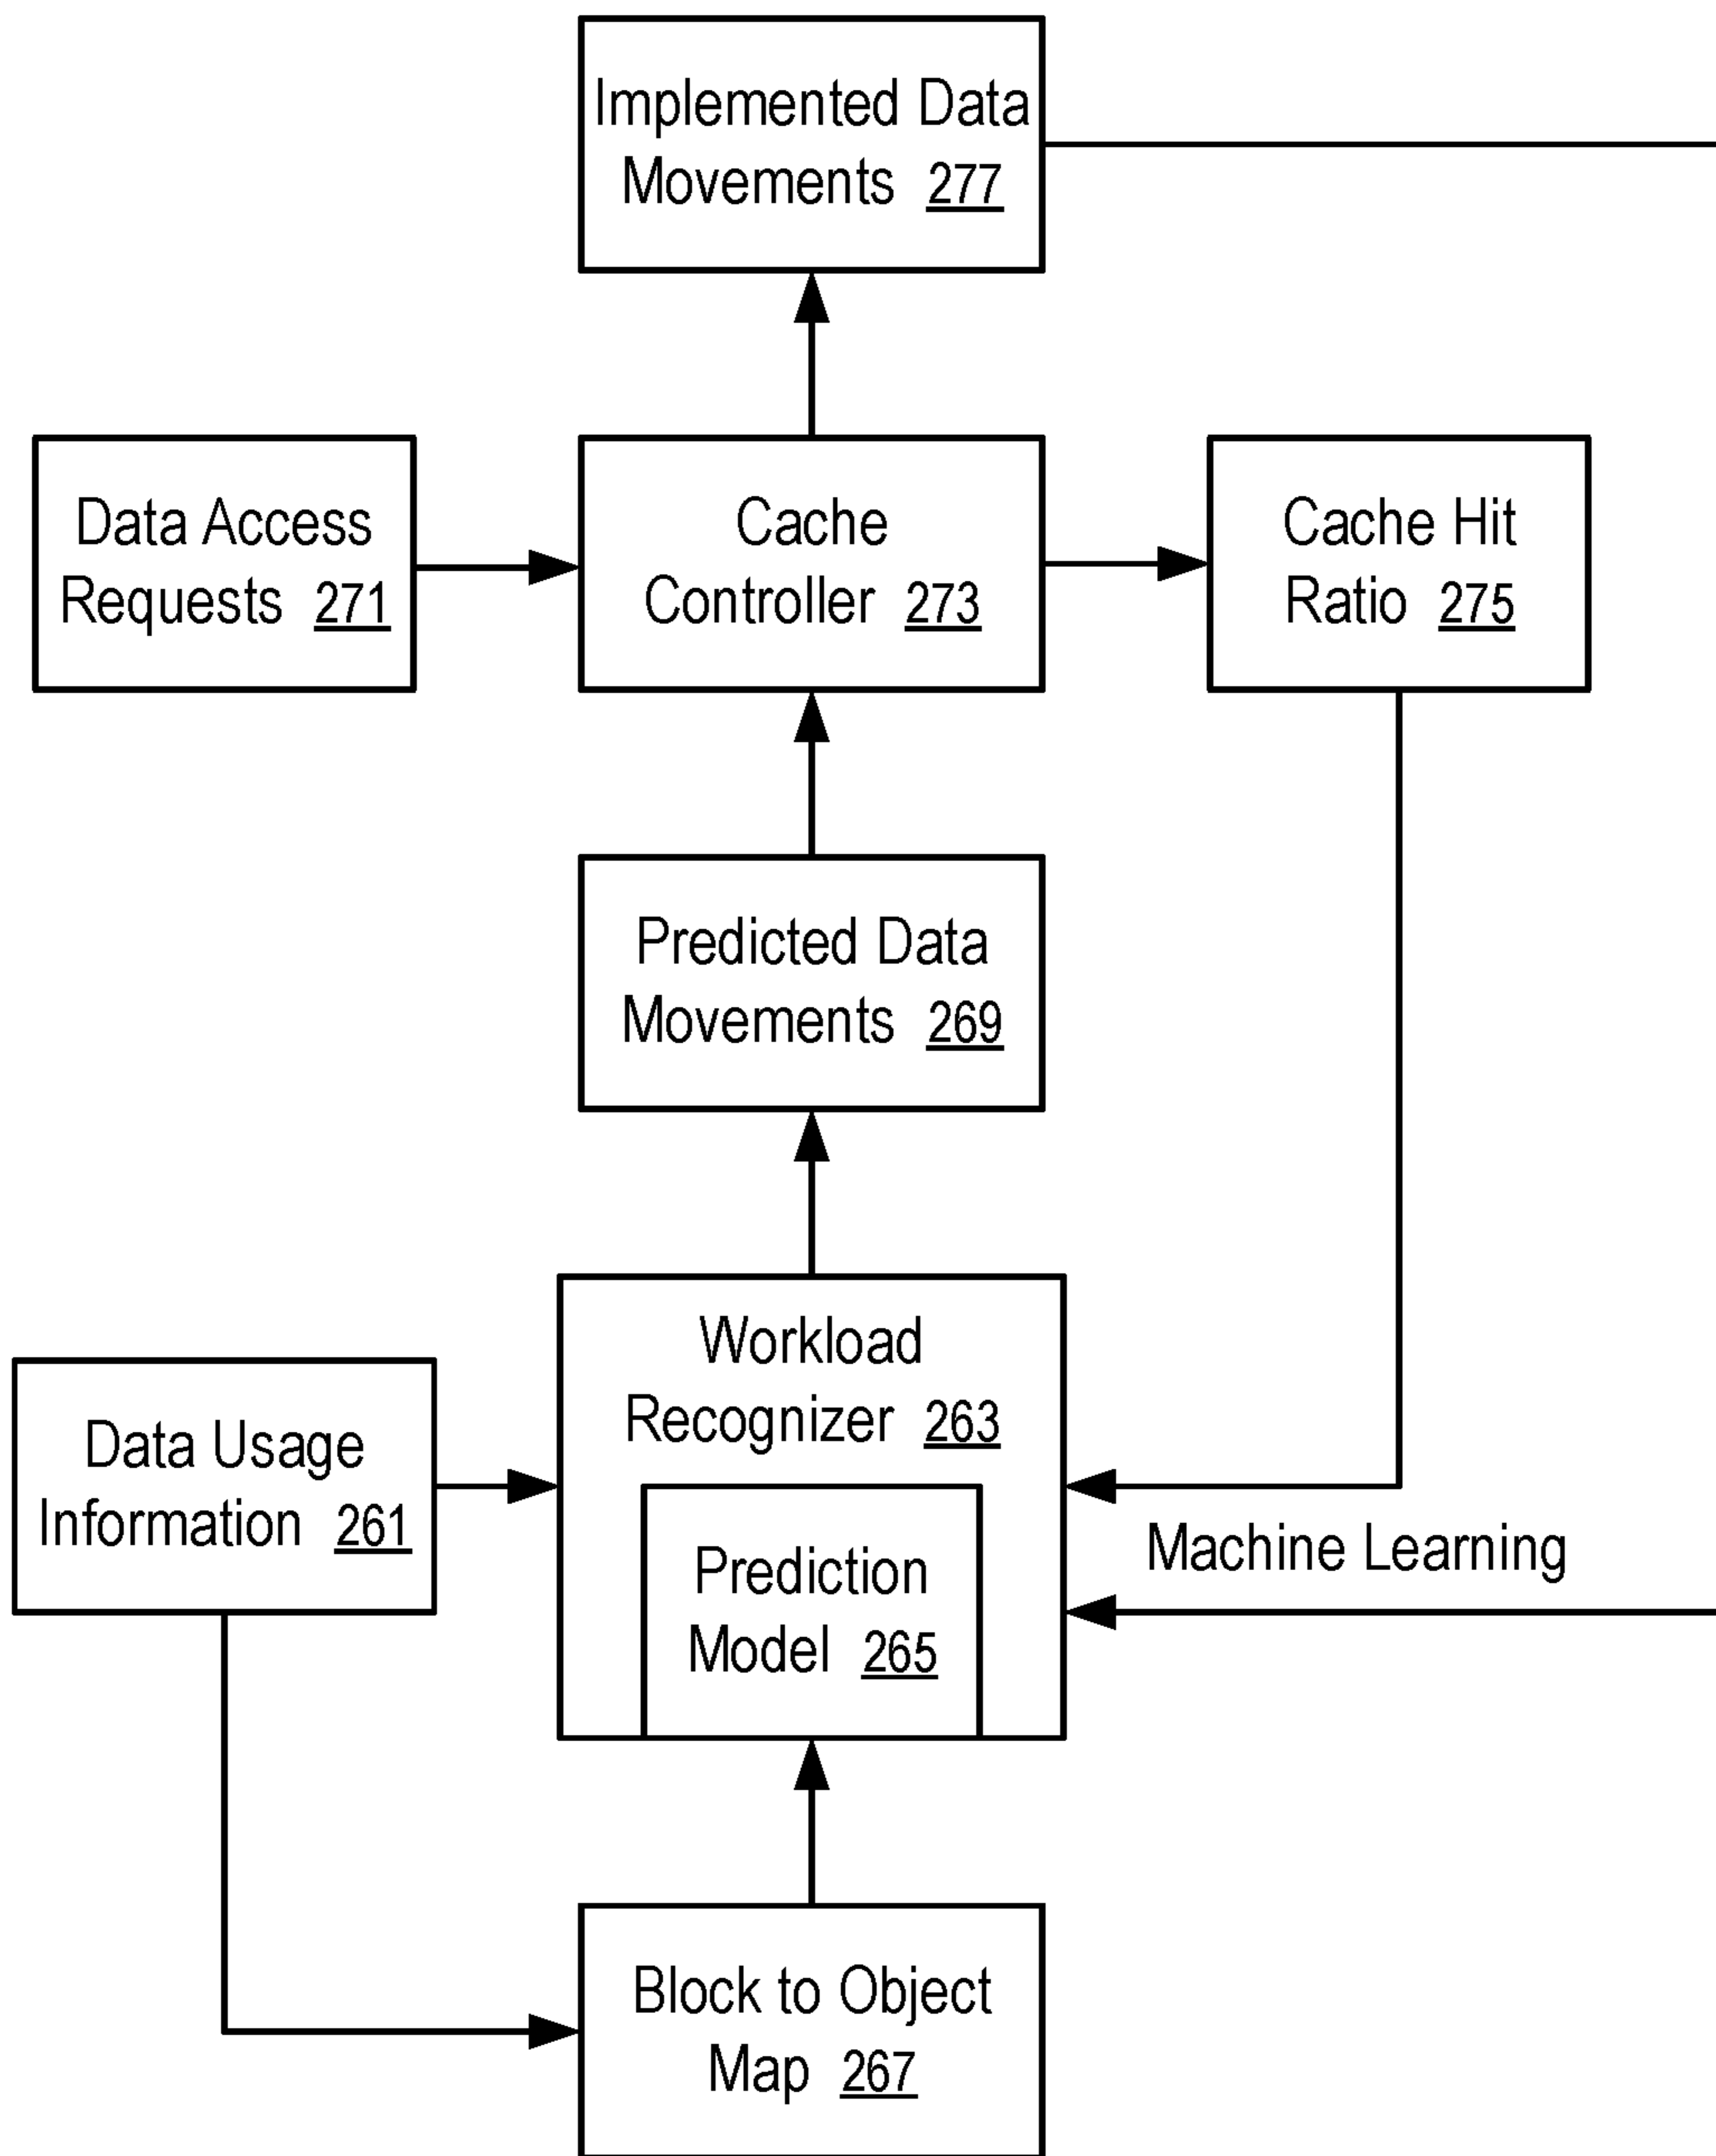 Implemented Data
Movements 277
Data Access
Requests 271
Cache
Controller 273
Cache Hit
Ratio 275
Predicted Data
Movements 269
Workload
Recognizer 263
Data Usage
Information 261
Prediction
Model 265
Machine Learning
Block to Object
Map 267